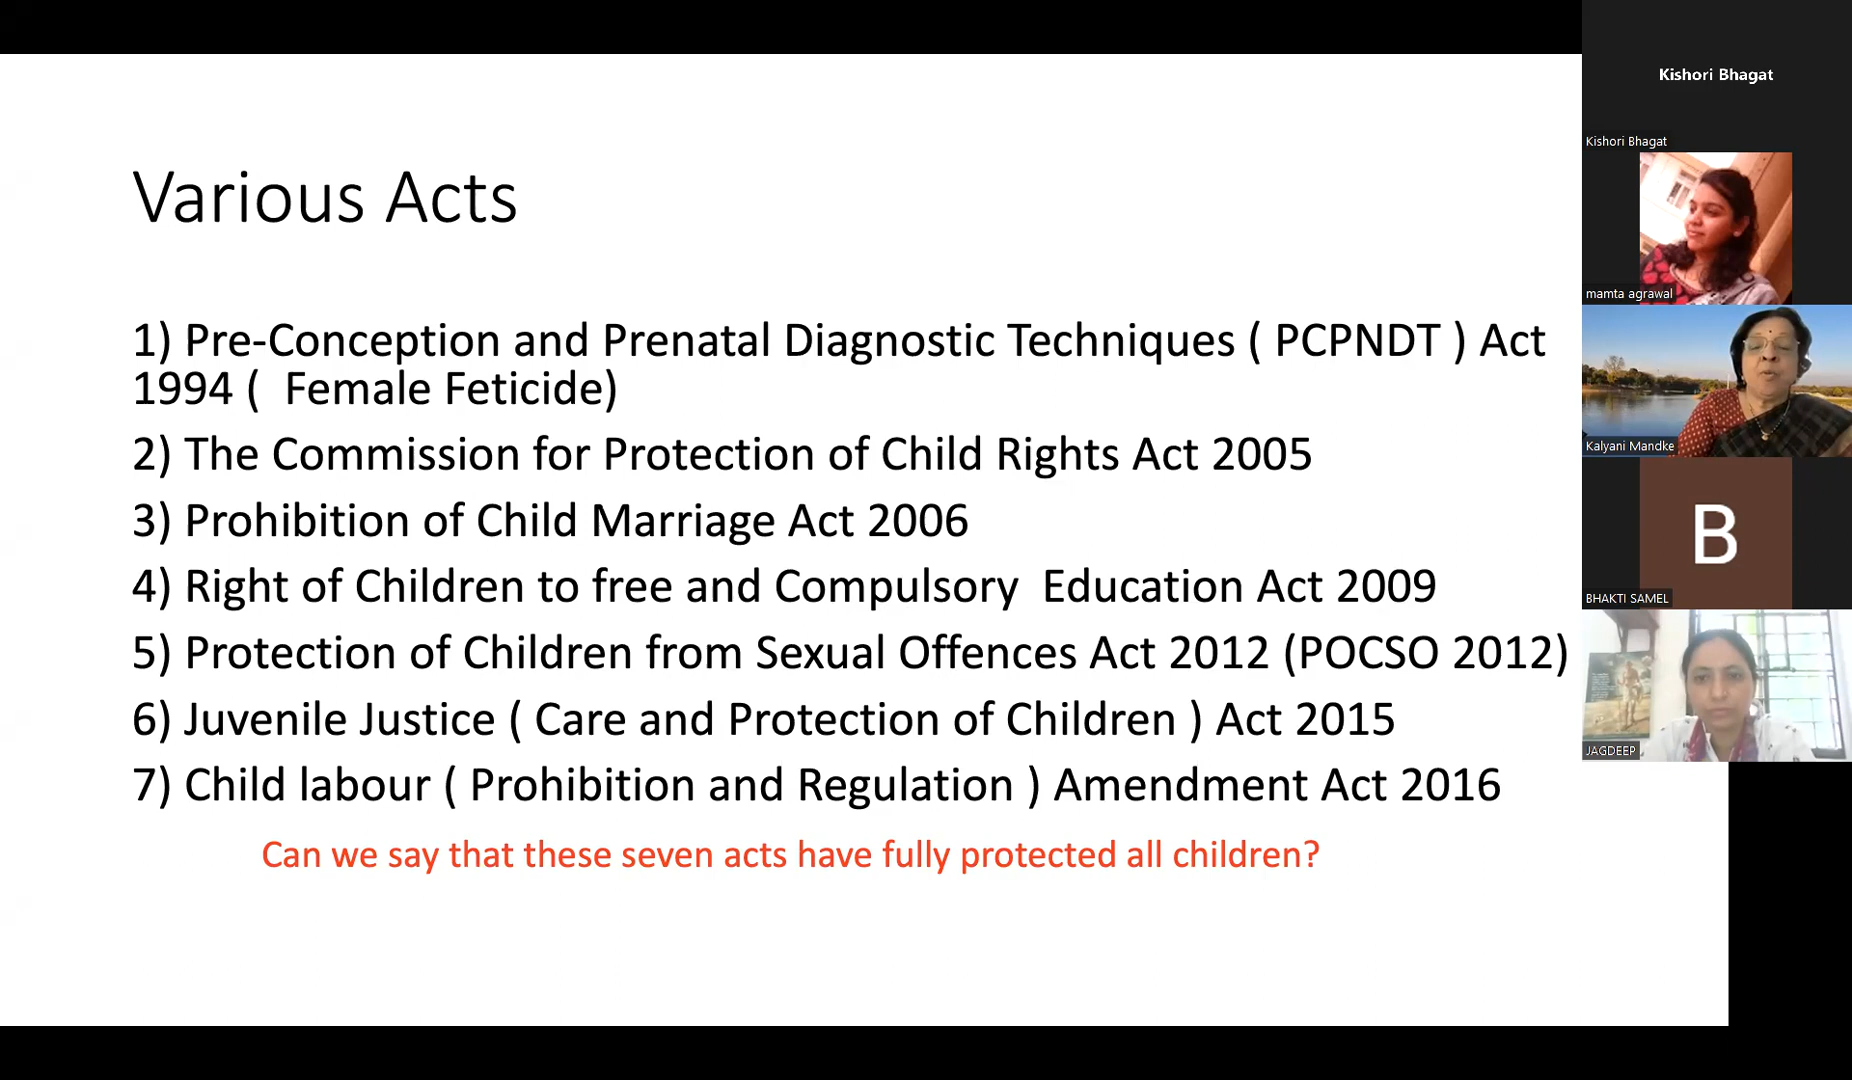 Various Acts
1) Pre-Conception and Prenatal Diagnostic Techniques ( PCPNDT ) Act
1994 (  Female Feticide)
2) The Commission for Protection of Child Rights Act 2005
3) Prohibition of Child Marriage Act 2006
4) Right of Children to free and Compulsory  Education Act 2009
5) Protection of Children from Sexual Offences Act 2012 (POCSO 2012)
6) Juvenile Justice ( Care and Protection of Children ) Act 2015
7) Child labour ( Prohibition and Regulation ) Amendment Act 2016
Can we say that these seven acts have fully protected all children?
Kishori Bhagat
Kishori Bhagat
mamta agrawal
Kalyani Mandke
B
BHAKTI SAMEL
JAGDEEP